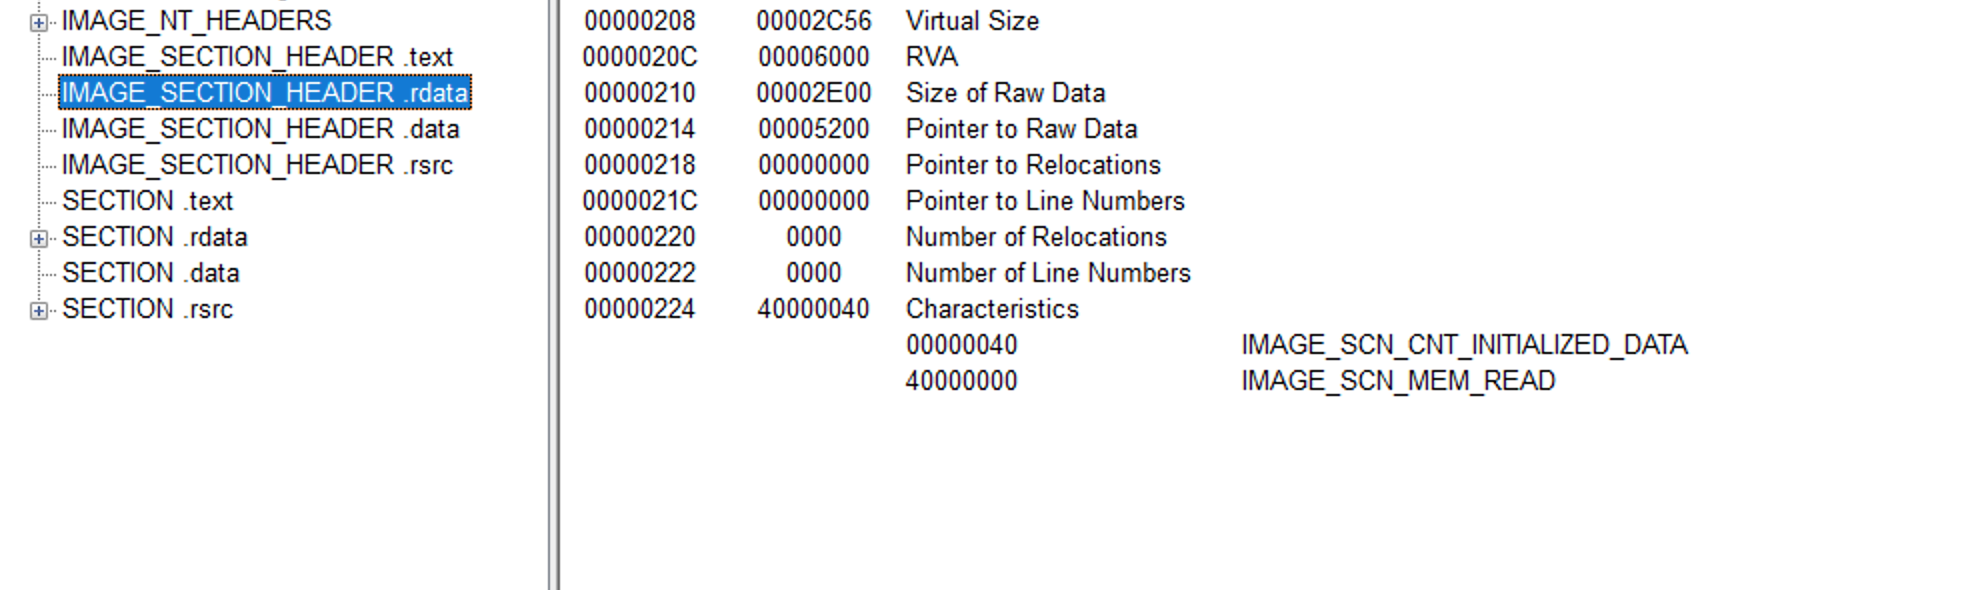 IMAGE_NT_HEADERS
IMAGE_SECTION_HEADER .text
IMAGE_SECTION_HEADER .rdata
IMAGE_SECTION_HEADER .data
IMAGE_SECTION_HEADER .rsrc
SECTION .text
SECTION .rdata
SECTION .data
SECTION .rsrc
00000208 00002C56 Virtual Size
0000020C 00006000 RVA
00000210 00002E00 Size of Raw Data
00000214 00005200 Pointer to Raw Data
00000218 00000000 Pointer to Relocations
0000021C 00000000 Pointer to Line Numbers
00000220 0000 Number of Relocations
00000222 0000 Number of Line Numbers
00000224 40000040 Characteristics
00000040 IMAGE_SCN_CNT_INITIALIZED_DATA
40000000 IMAGE_SCN_MEM_READ